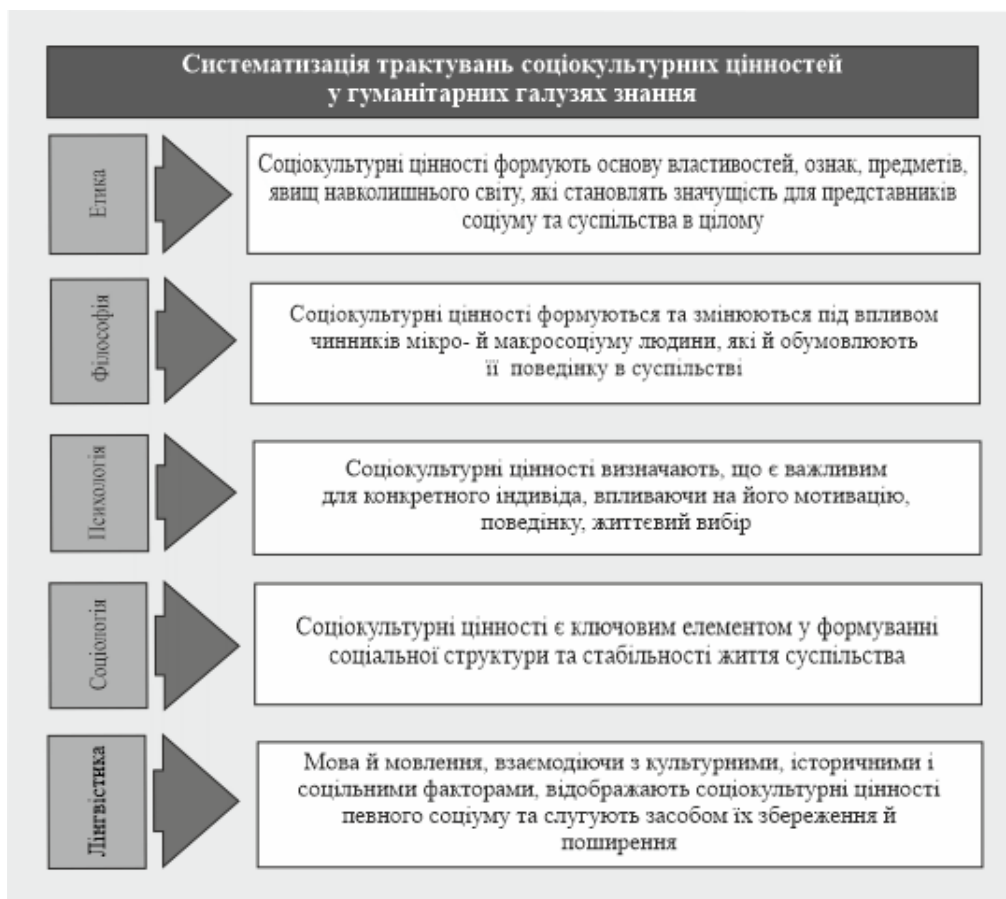 Систематизація трактувань соціокультурних цінностей
у гуманітарних галузях знання
Етика
Соціокультурні цінності формують основу властивостей, ознак, предметів,
явищ навколишнього світу, які становлять значущість для представників
соціуму та суспільства в цілому
Філософія
Соціокультурні цінності формуються та змінюються під впливом
чинників мікро- й макросоціуму людини, які й обумовлюють
її поведінку в суспільстві
Психологія
Соціокультурні цінності визначають, що є важливим
для конкретного індивіда, впливаючи на його мотивацію,
поведінку, життєвий вибір
Соціологія
Соціокультурні цінності є ключовим елементом у формуванні
соціальної структури та стабільності життя суспільства
Лінгвістика
Мова й мовлення, взаємодіючи з культурними, історичними і
соцільними факторами, відображають соціокультурні цінності
певного соціуму та слугують засобом їх збереження й
поширення